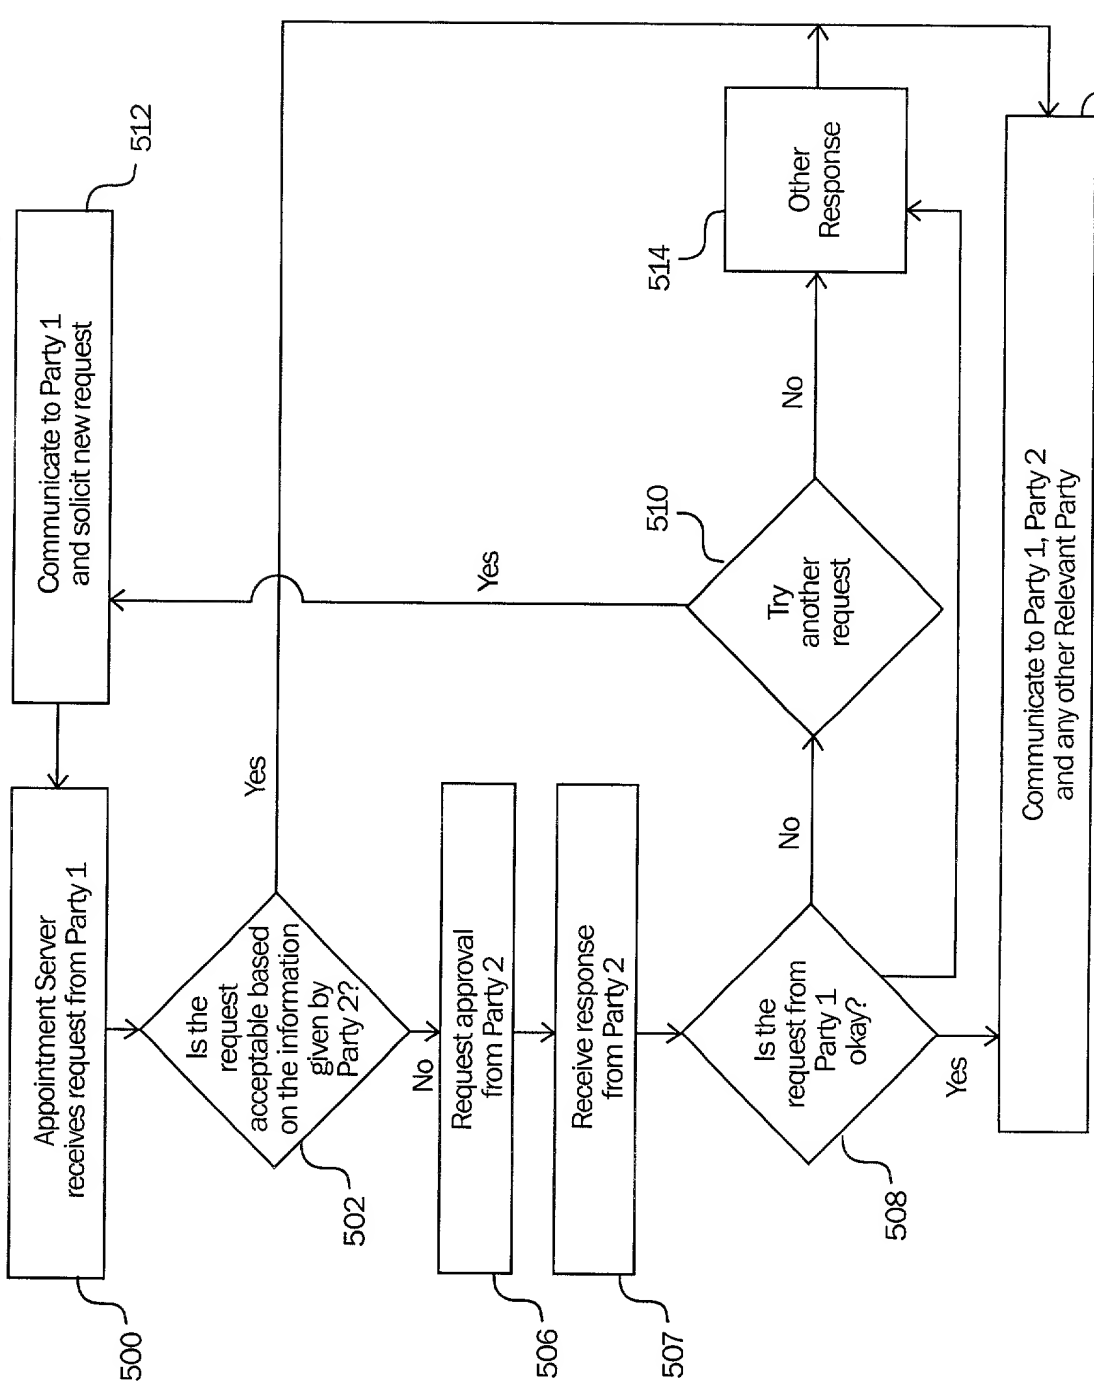 500
Appointment Server
receives request from Party 1
Communicate to Party 1
and solicit new request
512
502
Is the
request
acceptable based
on the information
given by
Party 2?
Yes
No
506
Request approval
from Party 2
507
Receive response
from Party 2
508
Is the
request from
Party 1
okay?
No
Yes
510
Try
another
request
Yes
No
514
Other
Response
Communicate to Party 1, Party 2
and any other Relevant Party